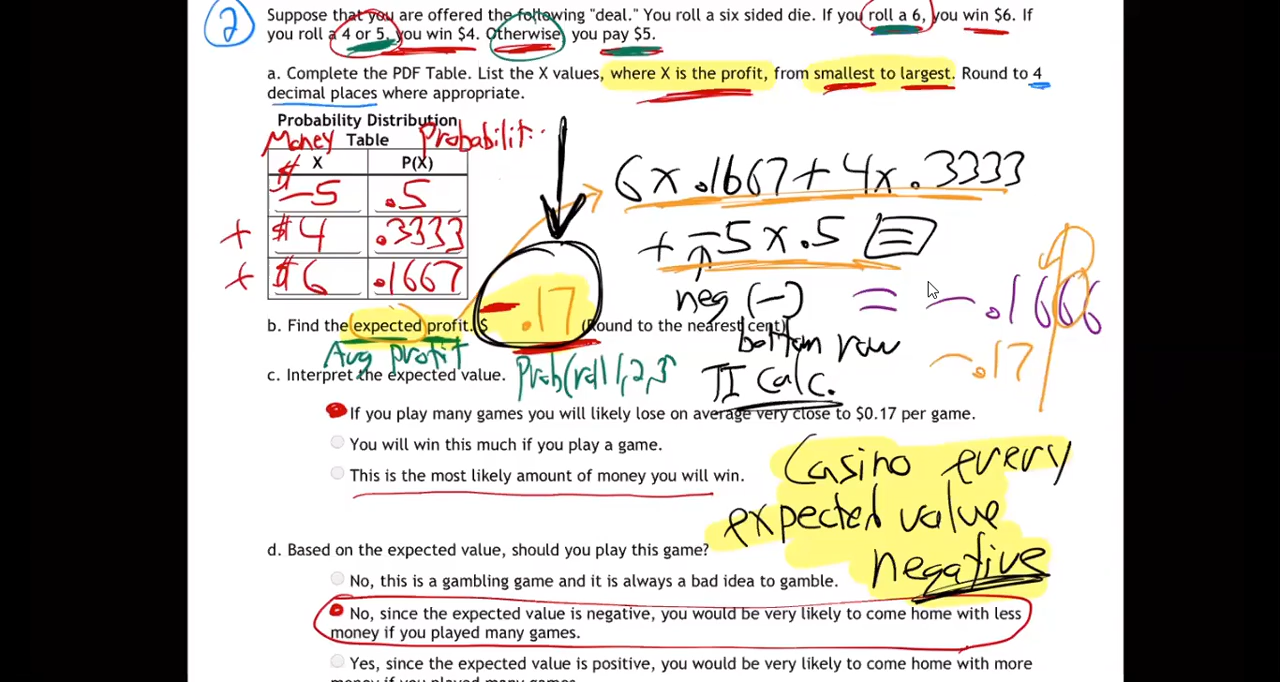 2
Suppose that you are offered the following "deal." You roll a six sided die. If you roll a 6, you win $6. If
you roll a 4 or 5, you win $4. Otherwise you pay $5.
a. Complete the PDF Table. List the X values, where X is the profit, from smallest to largest. Round to 4
decimal places where appropriate.
Probability Distribution
Table
Money Probabilit
$ X P(X)
-5 .5
+ $4 .3333
+ $6 .1667
6 x .1667 + 4 x .3333
+ -5 x .5 =
neg (-)
bottom row
TI Calc.
= -.1666
-.17
b. Find the expected profit. $ -.17 (Round to the nearest cent)
Avg profit
Prob(roll 1,2,3
c. Interpret the expected value.
If you play many games you will likely lose on average very close to $0.17 per game.
You will win this much if you play a game.
This is the most likely amount of money you will win.
Casino every
expected value
negative
d. Based on the expected value, should you play this game?
No, this is a gambling game and it is always a bad idea to gamble.
No, since the expected value is negative, you would be very likely to come home with less
money if you played many games.
Yes, since the expected value is positive, you would be very likely to come home with more